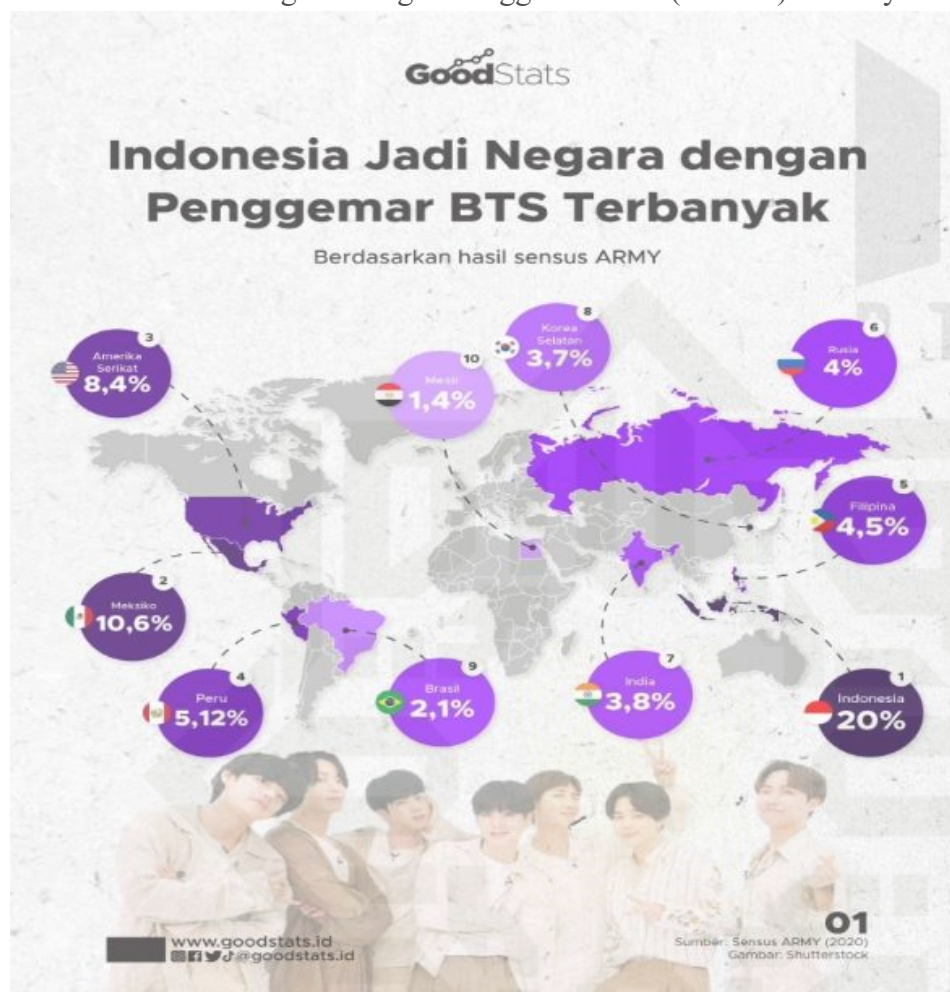 GoodStats
Indonesia Jadi Negara dengan
Penggemar BTS Terbanyak
Berdasarkan hasil sensus ARMY
3
Amerika
Serikat
8,4%
10
Mesir
1,4%
8
Korea
Selatan
3,7%
6
Rusia
4%
5
Filipina
4,5%
2
Meksiko
10,6%
4
Peru
5,12%
9
Brasil
2,1%
7
India
3,8%
1
Indonesia
20%
www.goodstats.id
@goodstats.id
01
Sumber: Sensus ARMY (2020)
Gambar: Shutterstock